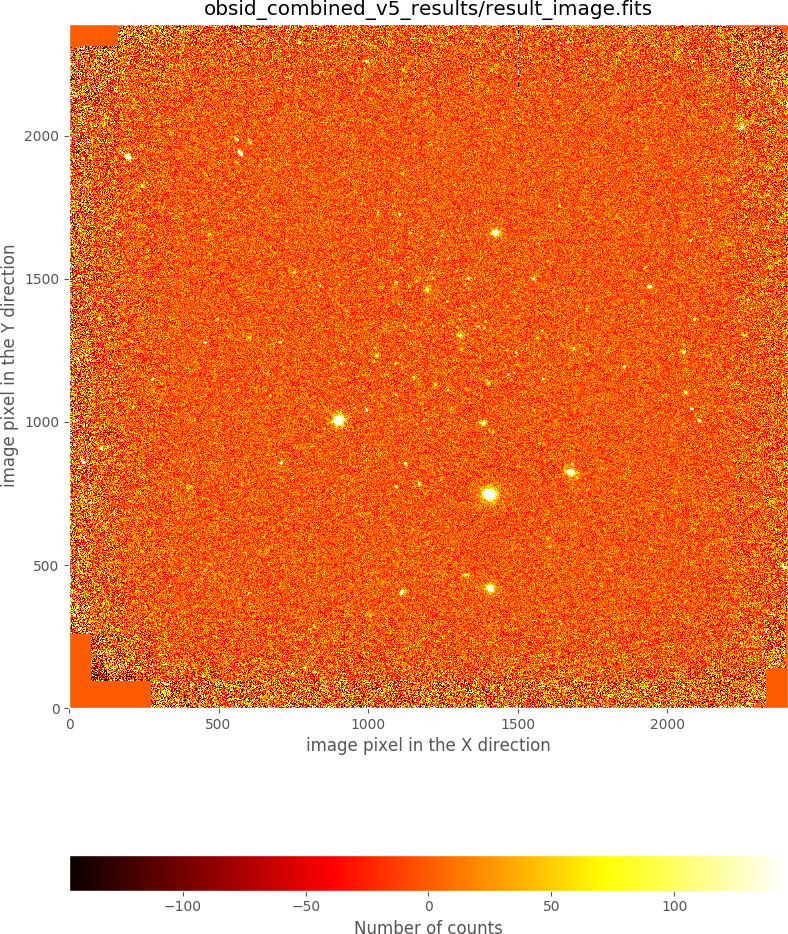 obsid_combined_v5_results/result_image.fits
image pixel in the Y direction
2000
1500
1000
500
0
0 500 1000 1500 2000
image pixel in the X direction
−100 −50 0 50 100
Number of counts